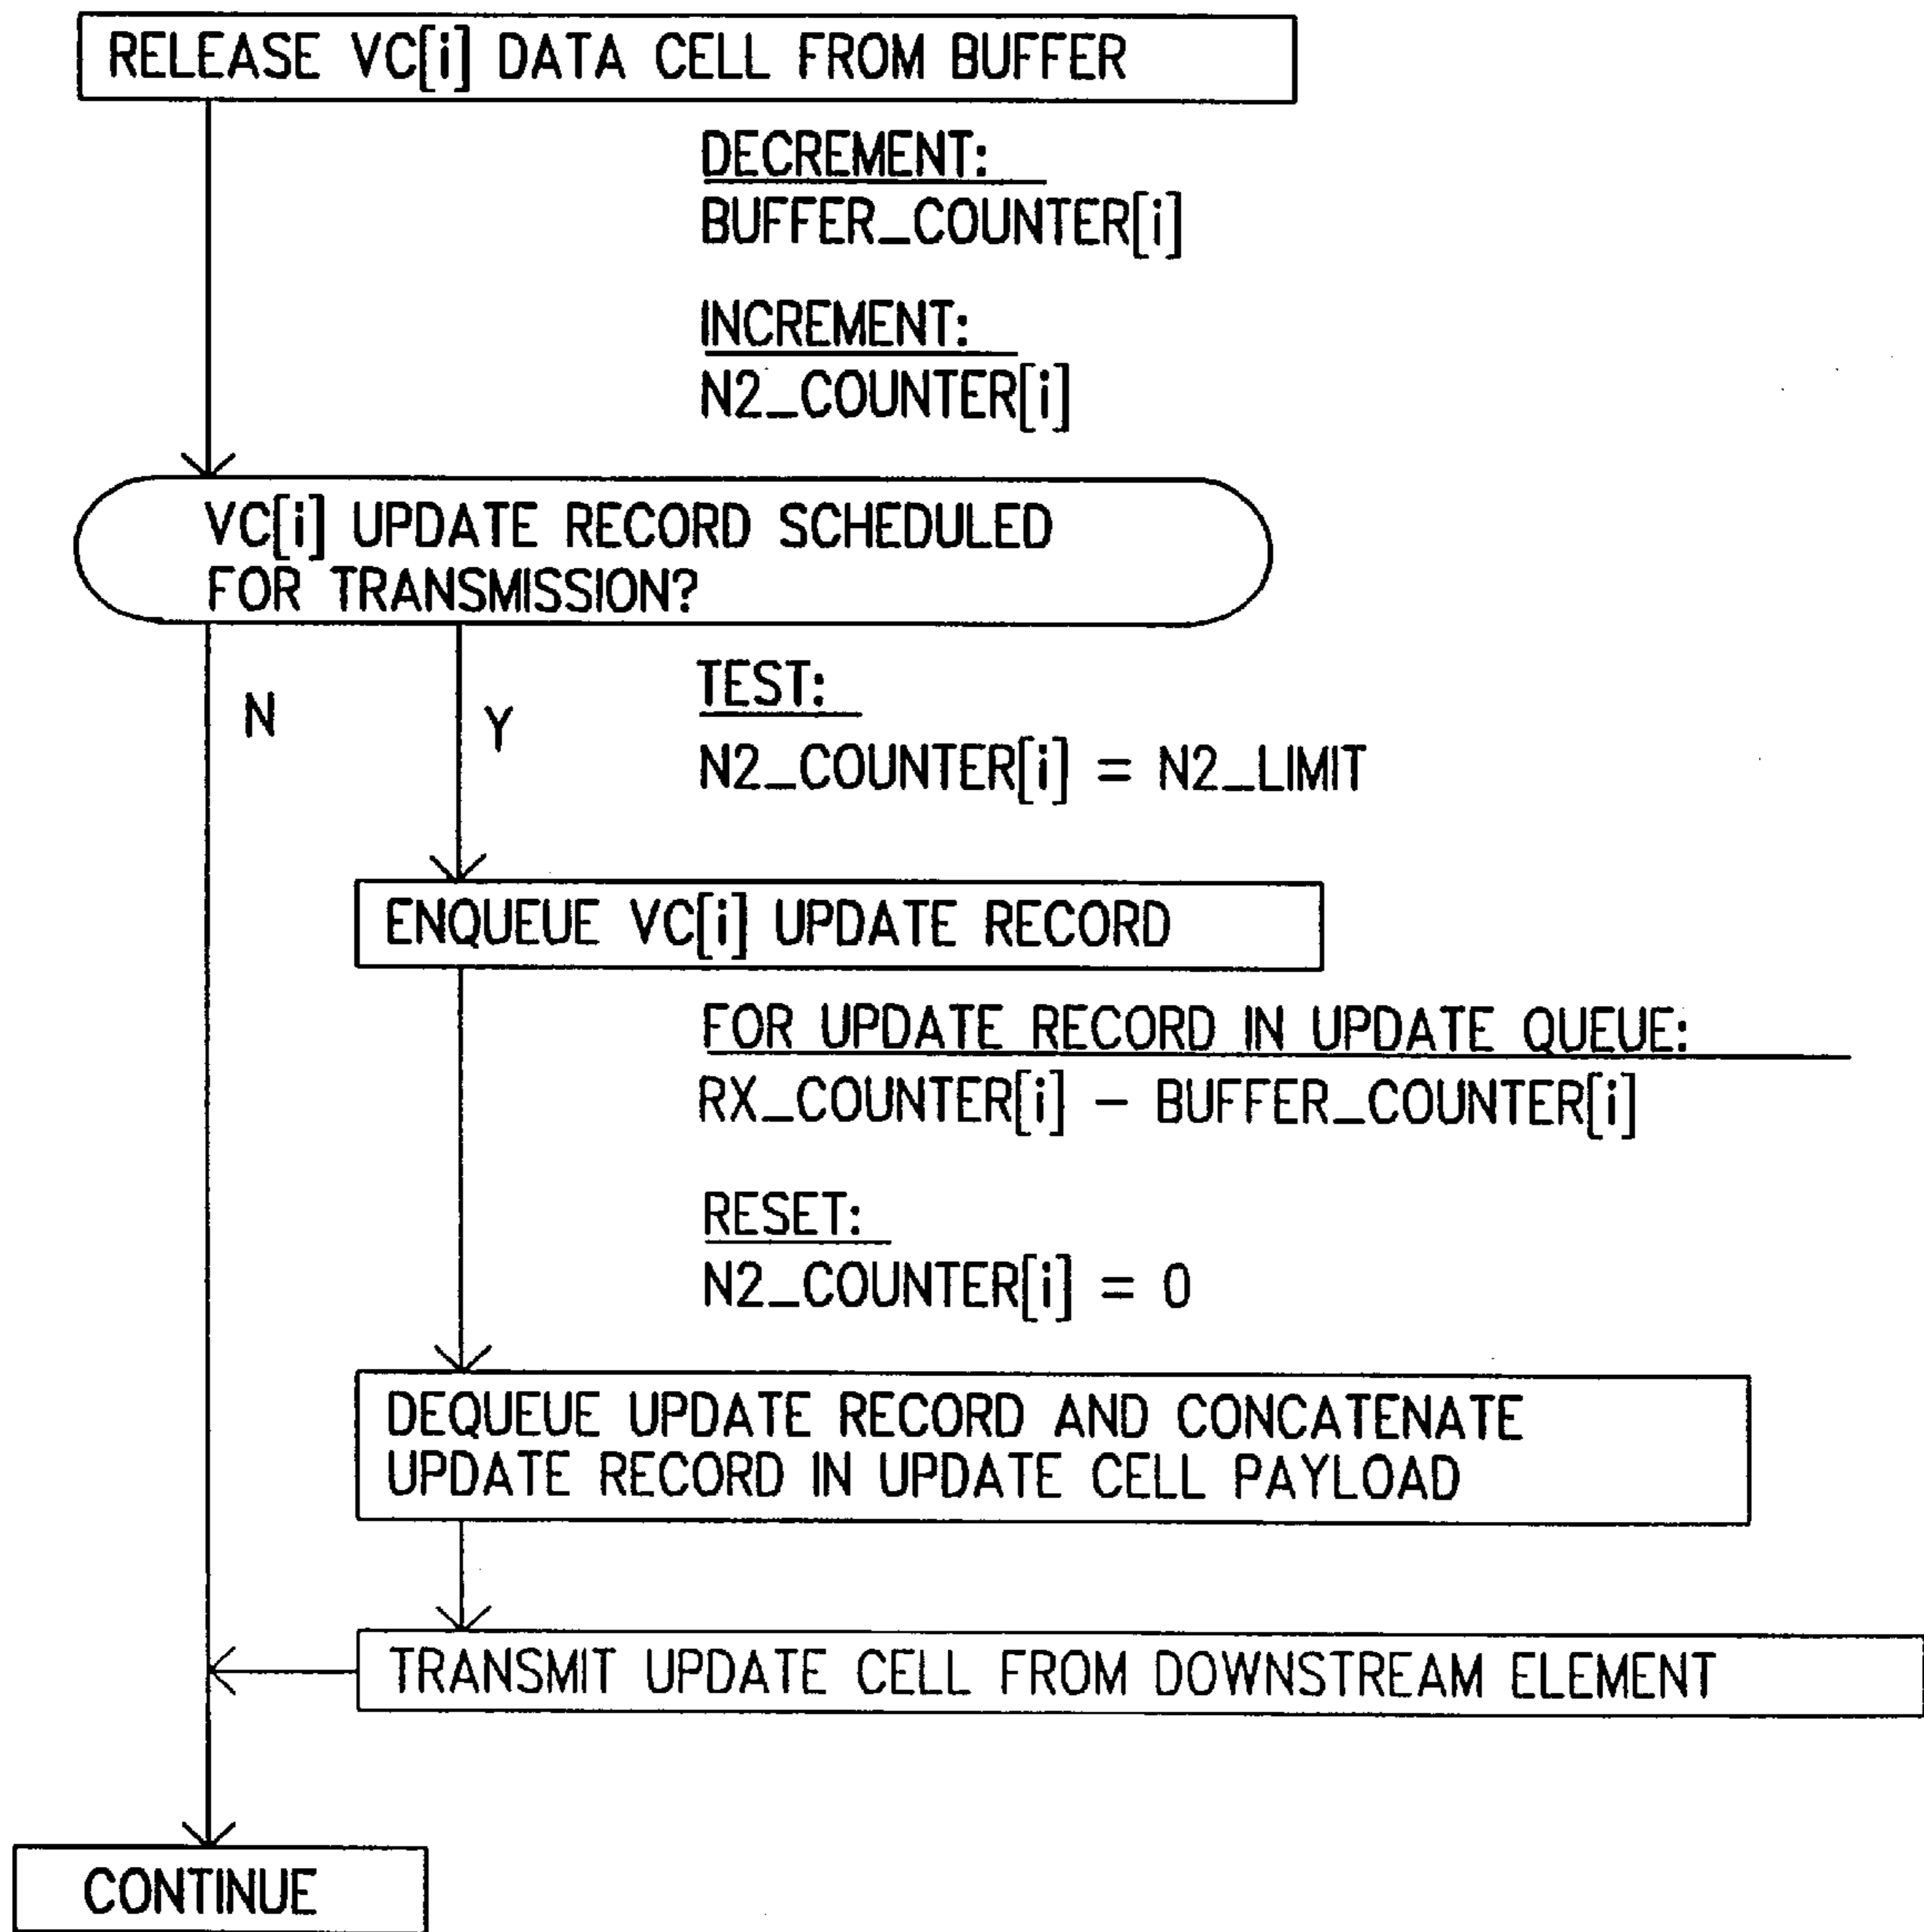 RELEASE VC[i] DATA CELL FROM BUFFER
DECREMENT:
BUFFER_COUNTER[i]
INCREMENT:
N2_COUNTER[i]
VC[i] UPDATE RECORD SCHEDULED
FOR TRANSMISSION?
N
Y
TEST:
N2_COUNTER[i] = N2_LIMIT
ENQUEUE VC[i] UPDATE RECORD
FOR UPDATE RECORD IN UPDATE QUEUE:
RX_COUNTER[i] – BUFFER_COUNTER[i]
RESET:
N2_COUNTER[i] = 0
DEQUEUE UPDATE RECORD AND CONCATENATE
UPDATE RECORD IN UPDATE CELL PAYLOAD
TRANSMIT UPDATE CELL FROM DOWNSTREAM ELEMENT
CONTINUE